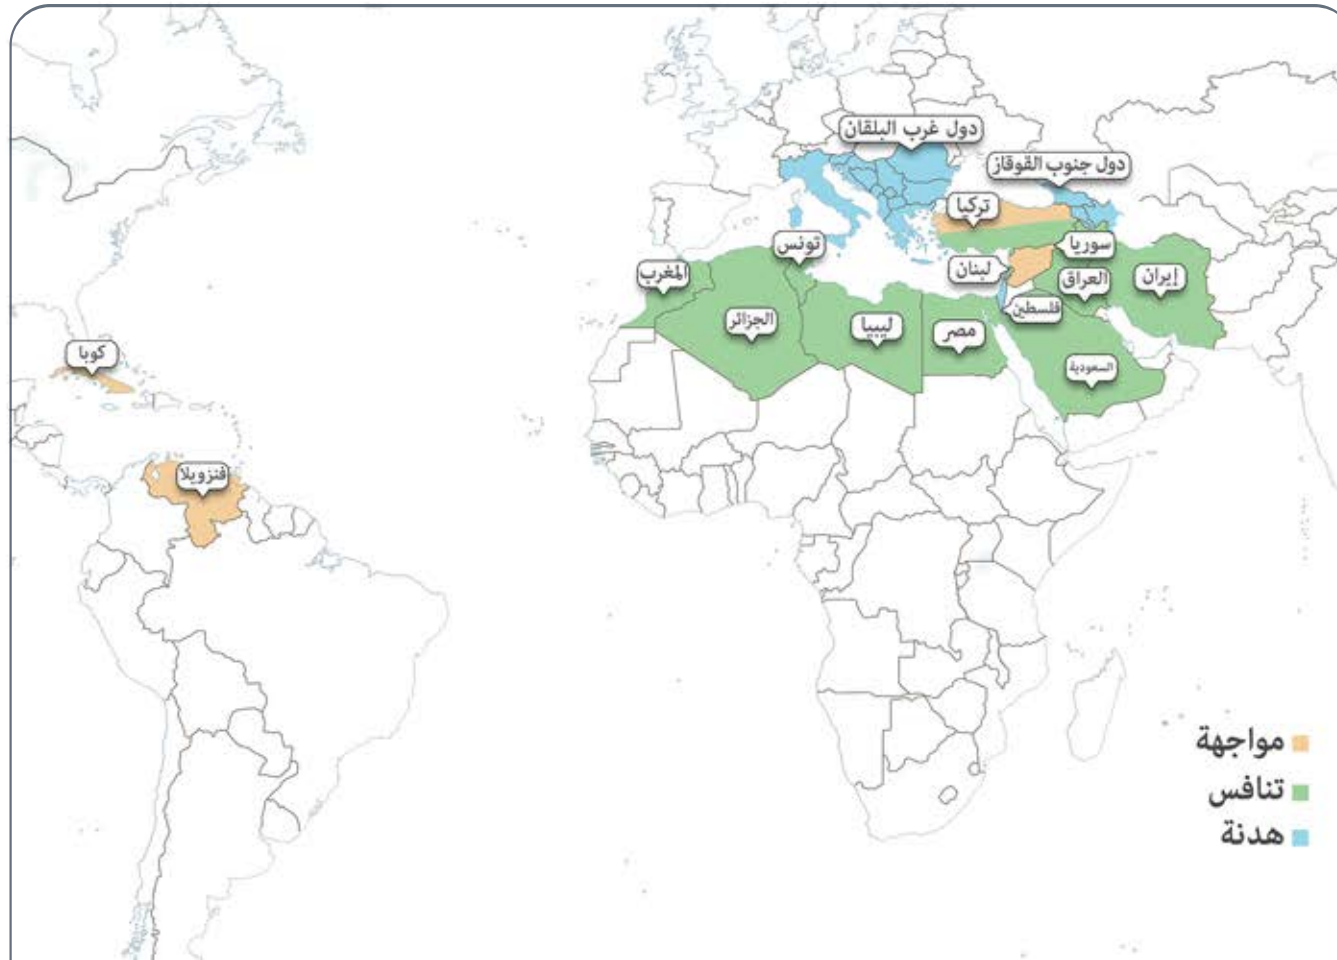 دول غرب البلقان
دول جنوب القوقاز
تركيا
تونس
سوريا
لبنان
المغرب
العراق
إيران
فلسطين
الجزائر
ليبيا
مصر
السعودية
كوبا
فنزويلا
مواجهة
تنافس
هدنة